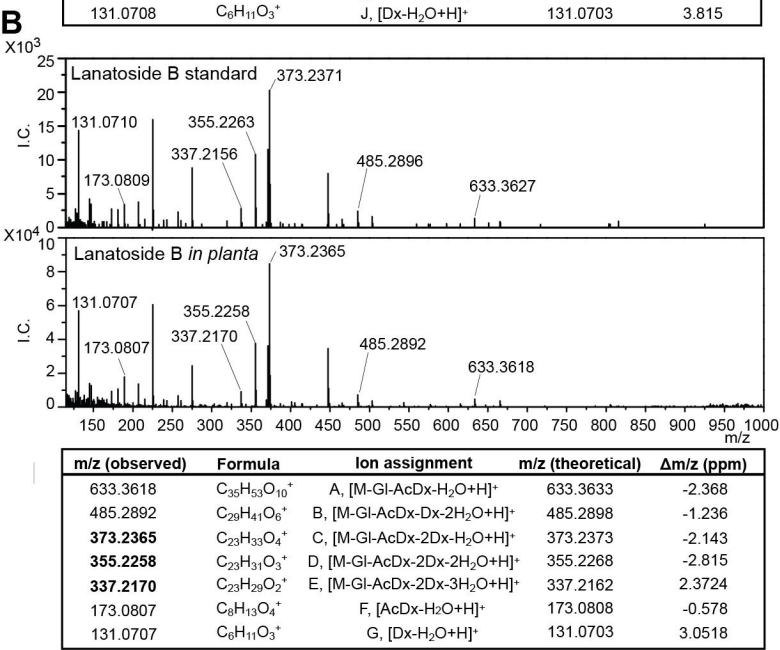 131.0708 C₆H₁₁O₃⁺ J, [Dx-H₂O+H]⁺ 131.0703 3.815
B
X10³
Lanatoside B standard
373.2371
131.0710
355.2263
337.2156
485.2896
173.0809
633.3627
25
20
15
10
5
0
I.C.
X10⁴
Lanatoside B in planta
373.2365
131.0707
355.2258
337.2170
485.2892
173.0807
633.3618
10
8
6
4
2
0
I.C.
150 200 250 300 350 400 450 500 550 600 650 700 750 800 850 900 950 1000
m/z
m/z (observed) Formula Ion assignment m/z (theoretical) Δm/z (ppm)
633.3618 C₃₅H₅₃O₁₀⁺ A, [M-Gl-AcDx-H₂O+H]⁺ 633.3633 -2.368
485.2892 C₂₉H₄₁O₆⁺ B, [M-Gl-AcDx-Dx-2H₂O+H]⁺ 485.2898 -1.236
373.2365 C₂₃H₃₃O₄⁺ C, [M-Gl-AcDx-2Dx-H₂O+H]⁺ 373.2373 -2.143
355.2258 C₂₃H₃₁O₃⁺ D, [M-Gl-AcDx-2Dx-2H₂O+H]⁺ 355.2268 -2.815
337.2170 C₂₃H₂₉O₂⁺ E, [M-Gl-AcDx-2Dx-3H₂O+H]⁺ 337.2162 2.3724
173.0807 C₈H₁₃O₄⁺ F, [AcDx-H₂O+H]⁺ 173.0808 -0.578
131.0707 C₆H₁₁O₃⁺ G, [Dx-H₂O+H]⁺ 131.0703 3.0518